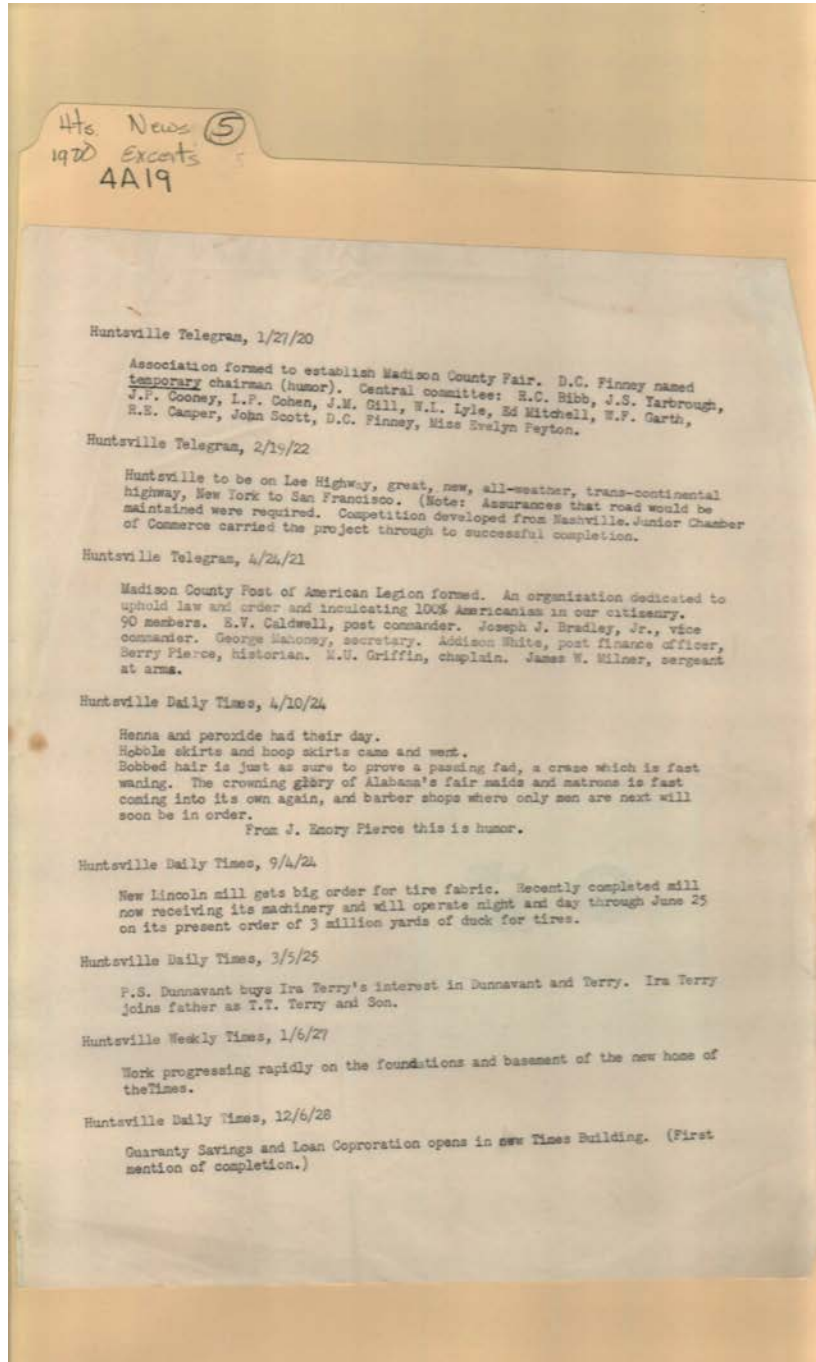 Hts. News 5
1920 Excerts
4A19
Huntsville Telegram, 1/27/20
Association formed to establish Madison County Fair. D.C. Finney named
temporary chairman (humor). Central committee: H.C. Bibb, J.S. Yarbrough,
J.P. Cooney, L.P. Cohen, J.M. Gill, W.L. Lyle, Ed Mitchell, W.F. Garth,
R.E. Camper, John Scott, D.C. Finney, Miss Evelyn Peyton.
Huntsville Telegram, 2/19/22
Huntsville to be on Lee Highway, great, new, all-weather, trans-continental
highway, New York to San Francisco. (Note: Assurances that road would be
maintained were required. Competition developed from Nashville. Junior Chamber
of Commerce carried the project through to successful completion.
Huntsville Telegram, 4/24/21
Madison County Post of American Legion formed. An organization dedicated to
uphold law and order and inculcating 100% Americanism in our citizenry.
90 members. E.V. Caldwell, post commander. Joseph J. Bradley, Jr., vice
commander. George Mahoney, secretary. Addison White, post finance officer,
Berry Pierce, historian. M.U. Griffin, chaplain. James W. Milner, sergeant
at arms.
Huntsville Daily Times, 4/10/24
Henna and peroxide had their day.
Hobble skirts and hoop skirts came and went.
Bobbed hair is just as sure to prove a passing fad, a craze which is fast
waning. The crowning glory of Alabama's fair maids and matrons is fast
coming into its own again, and barber shops where only men are next will
soon be in order.
From J. Emory Pierce this is humor.
Huntsville Daily Times, 9/4/24
New Lincoln mill gets big order for tire fabric. Recently completed mill
now receiving its machinery and will operate night and day through June 25
on its present order of 3 million yards of duck for tires.
Huntsville Daily Times, 3/5/25
P.S. Dunnavant buys Ira Terry's interest in Dunnavant and Terry. Ira Terry
joins father as T.T. Terry and Son.
Huntsville Weekly Times, 1/6/27
Work progressing rapidly on the foundations and basement of the new home of
theTimes.
Huntsville Daily Times, 12/6/28
Guaranty Savings and Loan Coproration opens in new Times Building. (First
mention of completion.)